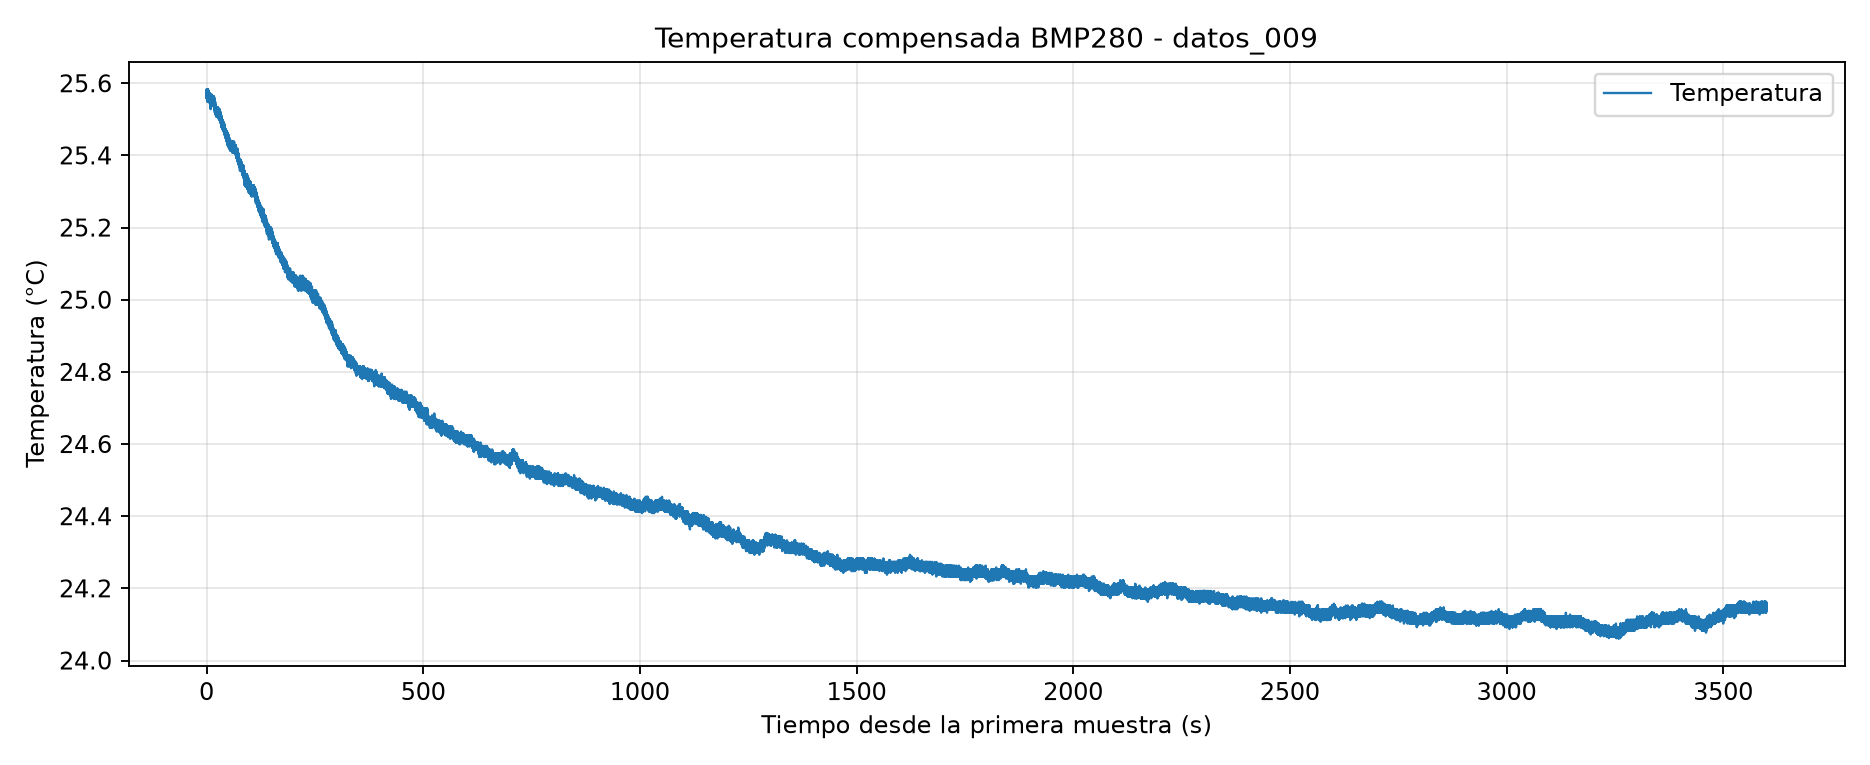 Temperatura compensada BMP280 - datos_009
Temperatura
Temperatura (°C)
25.6
25.4
25.2
25.0
24.8
24.6
24.4
24.2
24.0
0 500 1000 1500 2000 2500 3000 3500
Tiempo desde la primera muestra (s)